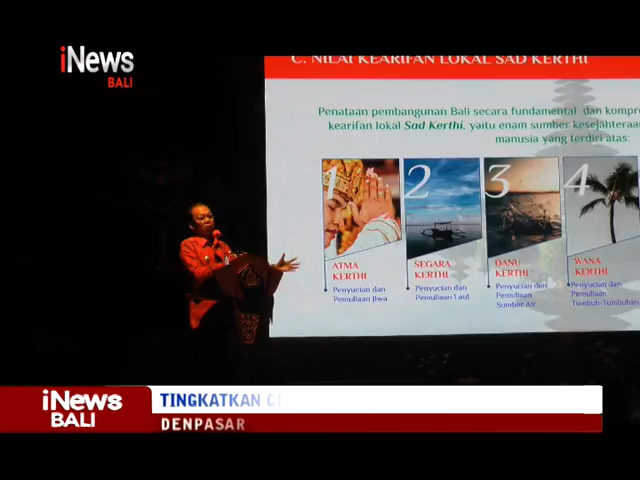 iNews
BALI
C. NILAI KEARIFAN LOKAL SAD KERTHI
Penataan pembangunan Bali secara fundamental dan kompre
kearifan lokal Sad Kerthi, yaitu enam sumber kesejahteraa
manusia yang terdiri atas:
1 2 3 4
ATMA KERTHI
Penyucian dan Pemuliaan Jiwa
SEGARA KERTHI
Penyucian dan Pemuliaan Laut
DANU KERTHI
Penyucian dan Pemuliaan Sumber Air
WANA KERTHI
Penyucian dan Pemuliaan Tumbuh-Tumbuhan
iNews
BALI
TINGKATKAN
DENPASAR